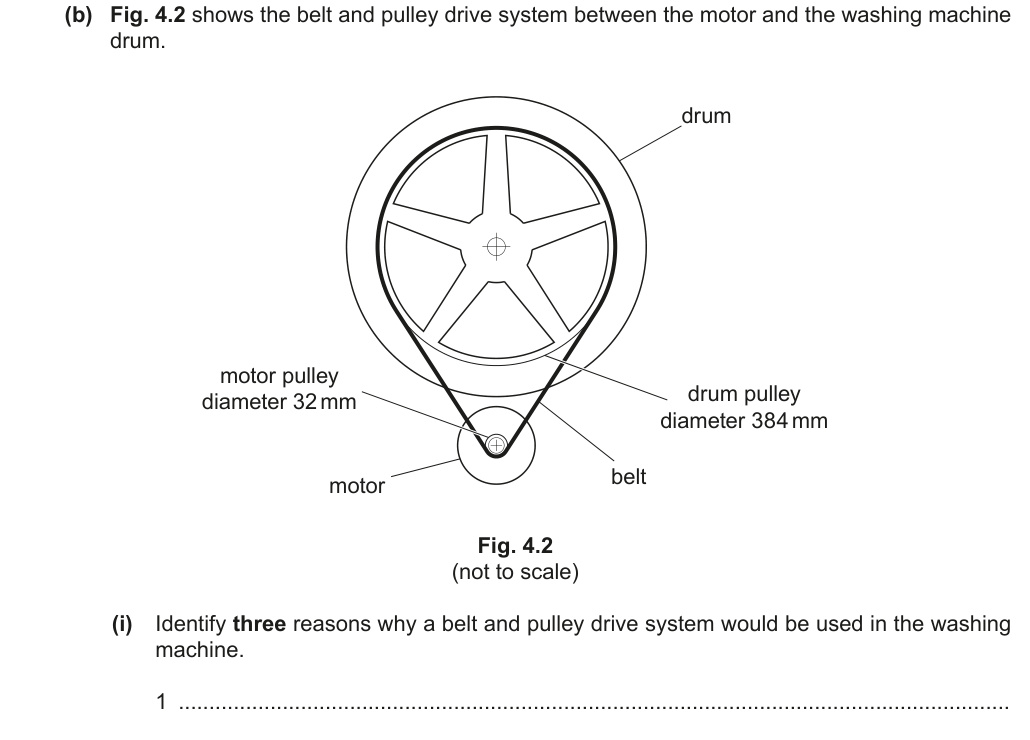 (b) Fig. 4.2 shows the belt and pulley drive system between the motor and the washing machine
drum.
drum
motor pulley
diameter 32 mm
drum pulley
diameter 384 mm
belt
motor
Fig. 4.2
(not to scale)
(i) Identify three reasons why a belt and pulley drive system would be used in the washing
machine.
1 ..........................................................................................................................................